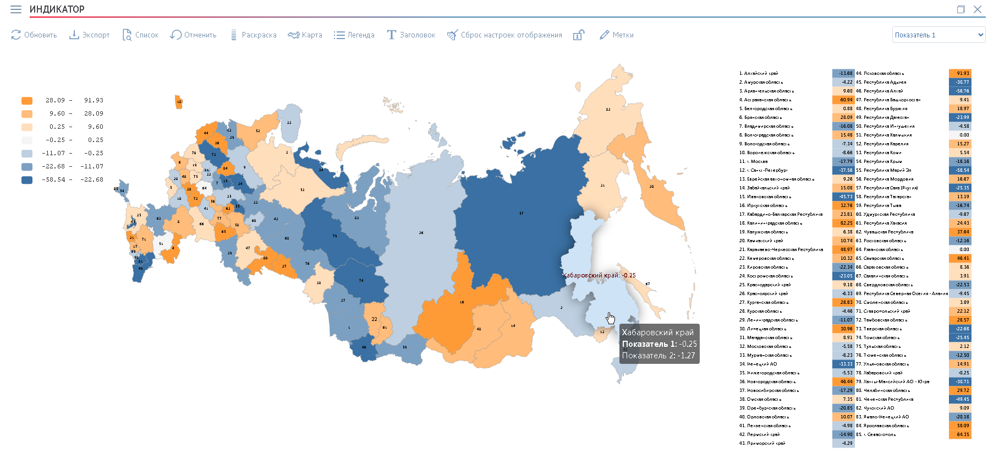 ИНДИКАТОР
Обновить Экспорт Список Отменить Раскраска Карта Легенда Заголовок Сброс настроек отображения Метки
Показатель 1
28.09 - 91.93
9.60 - 28.09
0.25 - 9.60
-0.25 - 0.25
-11.07 - -0.25
-22.68 - -11.07
-58.54 - -22.68
Хабаровский край: -0.25
Хабаровский край
Показатель 1: -0.25
Показатель 2: -1.27
1. Алтайский край -13.68
2. Амурская область -4.22
3. Архангельская область 9.60
4. Астраханская область 60.94
5. Белгородская область 0.88
6. Брянская область 28.09
7. Владимирская область -16.08
8. Волгоградская область 15.48
9. Вологодская область -7.34
10. Воронежская область -8.66
11. г. Москва -17.79
12. г. Санкт-Петербург -37.56
13. Еврейская автономная область 9.26
14. Забайкальский край 15.08
15. Ивановская область -45.73
16. Иркутская область 32.76
17. Кабардино-Балкарская Республика 23.81
18. Калининградская область 82.25
19. Калужская область 6.38
20. Камчатский край 10.74
21. Карачаево-Черкесская Республика 48.97
22. Кемеровская область 10.32
23. Кировская область -22.34
24. Костромская область -23.05
25. Краснодарский край 9.18
26. Красноярский край -6.33
27. Курганская область 28.83
28. Курская область -4.46
29. Ленинградская область -11.07
30. Липецкая область 30.96
31. Магаданская область 8.91
32. Московская область -5.58
33. Мурманская область -8.23
34. Ненецкий АО -33.33
35. Нижегородская область -5.53
36. Новгородская область 46.44
37. Новосибирская область -17.29
38. Омская область 7.35
39. Оренбургская область -20.85
40. Орловская область 10.07
41. Пензенская область -4.98
42. Пермский край -14.90
43. Приморский край -4.29
44. Псковская область 91.93
45. Республика Адыгея -30.77
46. Республика Алтай -56.76
47. Республика Башкортостан 9.41
48. Республика Бурятия 18.97
49. Республика Дагестан -23.99
50. Республика Ингушетия -4.58
51. Республика Калмыкия 0.00
52. Республика Карелия 15.27
53. Республика Коми 5.54
54. Республика Крым -18.16
55. Республика Марий Эл -58.54
56. Республика Мордовия 16.67
57. Республика Саха (Якутия) -25.35
58. Республика Татарстан 13.19
59. Республика Тыва -16.74
60. Удмуртская Республика -9.67
61. Республика Хакасия 24.43
62. Чувашская Республика 37.64
63. Ростовская область -12.16
64. Рязанская область 0.00
65. Самарская область 46.41
66. Саратовская область 8.36
67. Сахалинская область 3.91
68. Свердловская область -22.53
69. Республика Северная Осетия - Алания -9.45
70. Смоленская область 3.89
71. Ставропольский край 22.12
72. Тамбовская область 28.57
73. Тверская область -22.68
74. Томская область -25.45
75. Тульская область 2.12
76. Тюменская область -12.50
77. Ульяновская область 14.91
78. Хабаровский край -0.25
79. Ханты-Мансийский АО - Югра -30.71
80. Челябинская область 29.72
81. Чеченская Республика -49.45
82. Чукотский АО 9.09
83. Ямало-Ненецкий АО -20.18
84. Ярославская область 58.09
85. г. Севастополь 64.35